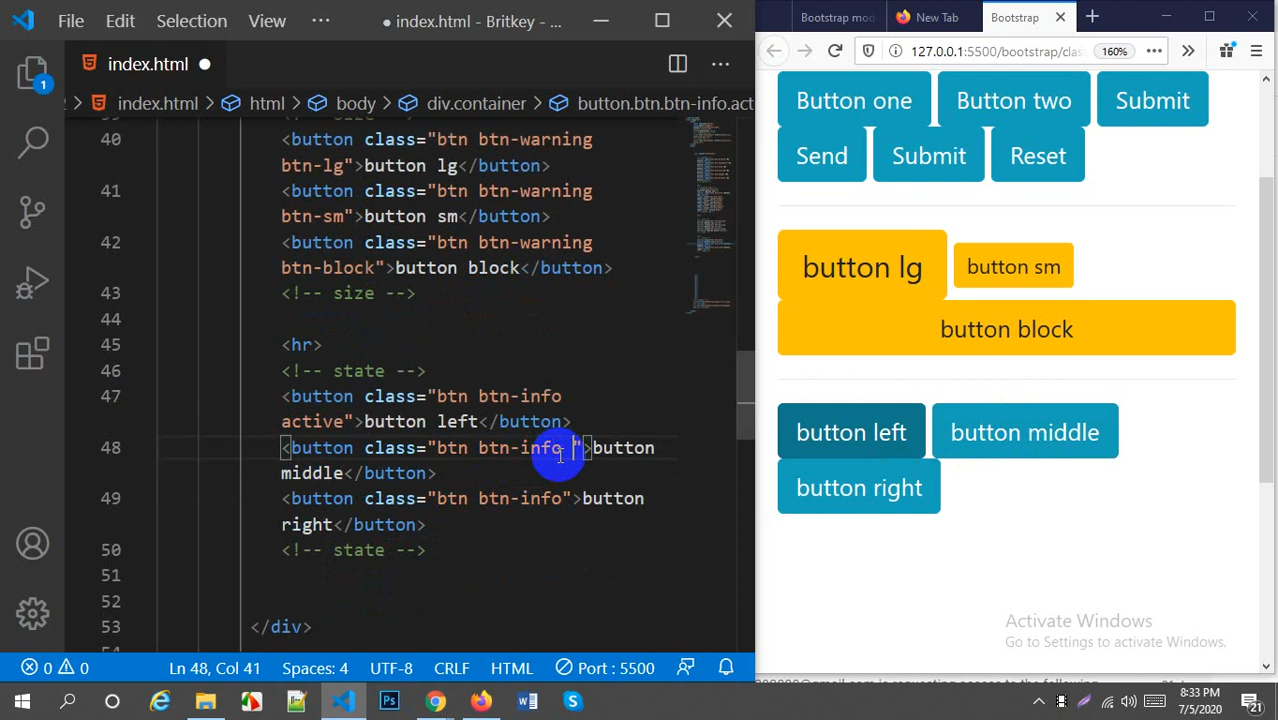 File Edit Selection View ··· ● index.html - Britkey - ...
index.html ●
index.html > html > body > div.container > button.btn.btn-info.act
40 <button class="btn btn-warning
btn-lg">button lg</button>
41 <button class="btn btn-warning
btn-sm">button sm</button>
42 <button class="btn btn-warning
btn-block">button block</button>
43 <!-- size -->
44
45 <hr>
46 <!-- state -->
47 <button class="btn btn-info
active">button left</button>
48 <button class="btn btn-info ">button
middle</button>
49 <button class="btn btn-info">button
right</button>
50 <!-- state -->
51
52
53 </div>
1
0 0 Ln 48, Col 41 Spaces: 4 UTF-8 CRLF HTML Port : 5500
Bootstrap mod New Tab Bootstrap
127.0.0.1:5500/bootstrap/clas 160%
Button one Button two Submit
Send Submit Reset
button lg button sm
button block
button left button middle
button right
Activate Windows
Go to Settings to activate Windows.
8:33 PM
7/5/2020
21